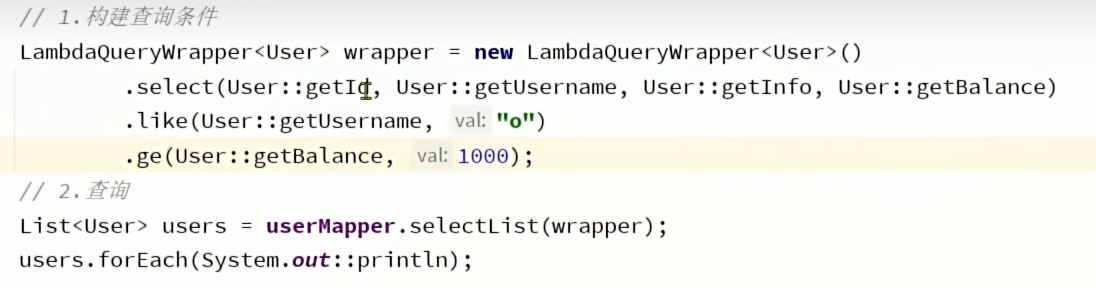 // 1.构建查询条件
LambdaQueryWrapper<User> wrapper = new LambdaQueryWrapper<User>()
.select(User::getId, User::getUsername, User::getInfo, User::getBalance)
.like(User::getUsername, val: "o")
.ge(User::getBalance, val: 1000);
// 2.查询
List<User> users = userMapper.selectList(wrapper);
users.forEach(System.out::println);